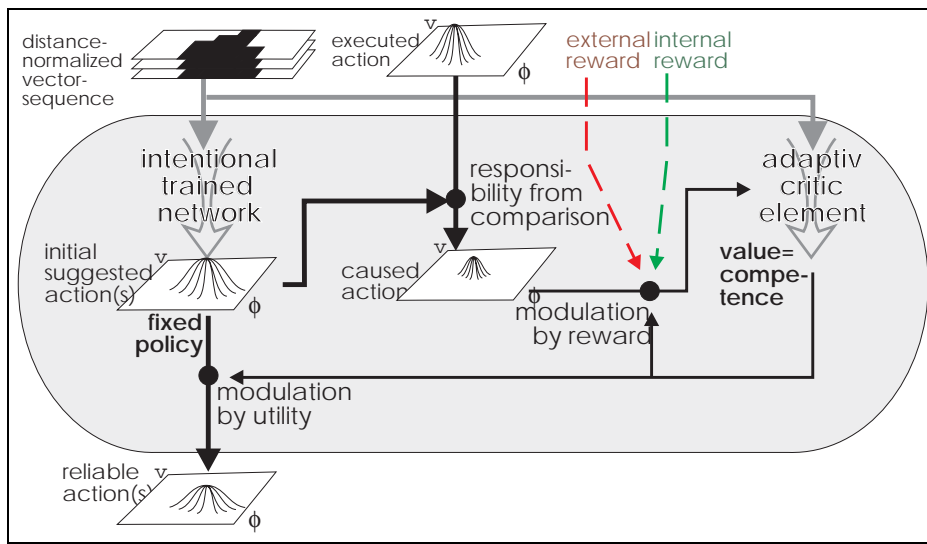 distance-
normalized
vector-
sequence
executed
action
v
ϕ
external
reward
internal
reward
intentional
trained
network
responsi-
bility from
comparison
adaptiv
critic
element
initial
suggested
action(s)
v
ϕ
fixed
policy
caused
action
v
ϕ
modulation
by reward
value=
compe-
tence
modulation
by utility
reliable
action(s)
v
ϕ